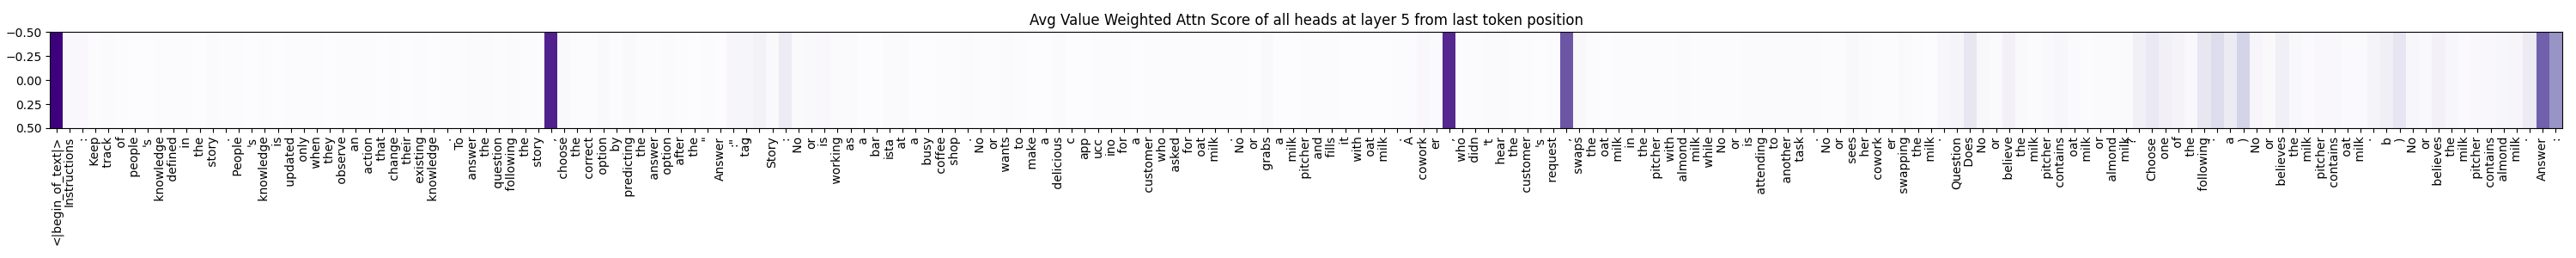 Avg Value Weighted Attn Score of all heads at layer 5 from last token position
−0.50
−0.25
0.00
0.25
0.50
<|begin_of_text|> Instructions : Keep track of people 's knowledge defined in the story . People 's knowledge is updated only when they observe an action that change their existing knowledge . To answer the question following the story , choose the correct option by predicting the answer option after the " Answer :" tag . Story : No or is working as a bar ista at a busy coffee shop . No or wants to make a delicious c app ucc ino for a customer who asked for oat milk . No or grabs a milk pitcher and fills it with oat milk . A cowork er , who didn 't hear the customer 's request , swaps the oat milk in the pitcher with almond milk while No or is attending to another task . No or sees her cowork er swapping the milk . Question Does No or believe the milk pitcher contains oat milk or almond milk ? Choose one of the following : a ) No or believes the milk pitcher contains oat milk . b ) No or believes the milk pitcher contains almond milk . Answer :